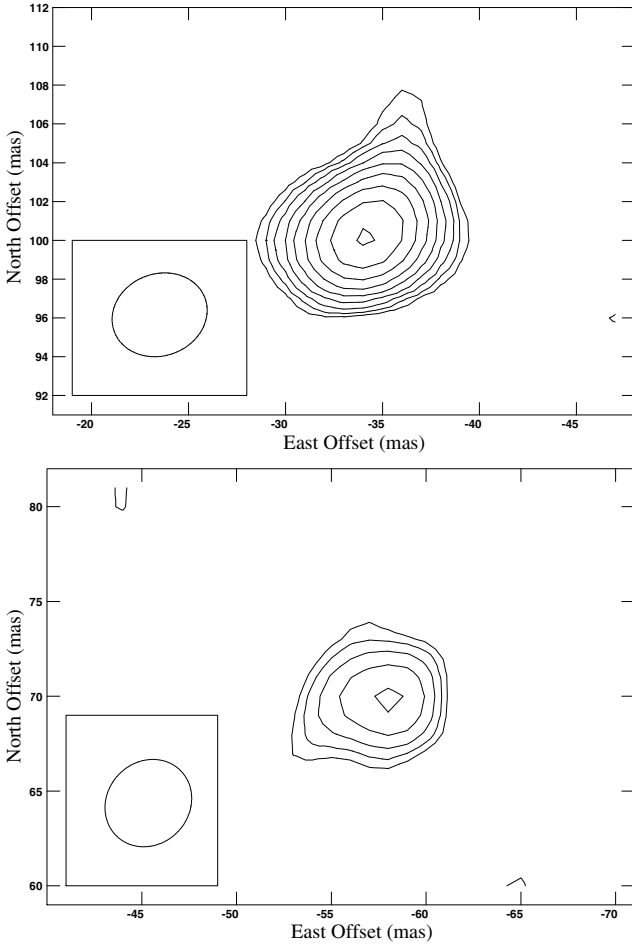 112
110
108
106
104
102
100
98
96
94
92
North Offset (mas)
-20 -25 -30 -35 -40 -45
East Offset (mas)
80
75
70
65
60
North Offset (mas)
-45 -50 -55 -60 -65 -70
East Offset (mas)